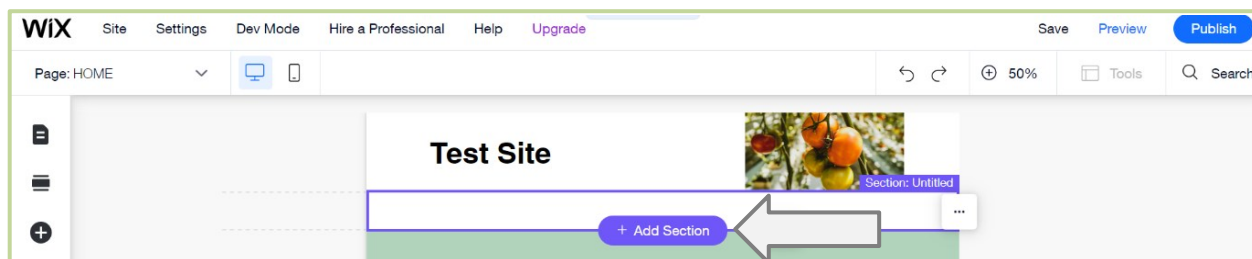 WiX Site Settings Dev Mode Hire a Professional Help Upgrade Save Preview Publish
Page: HOME 50% Tools Search
Test Site
Section: Untitled
+ Add Section